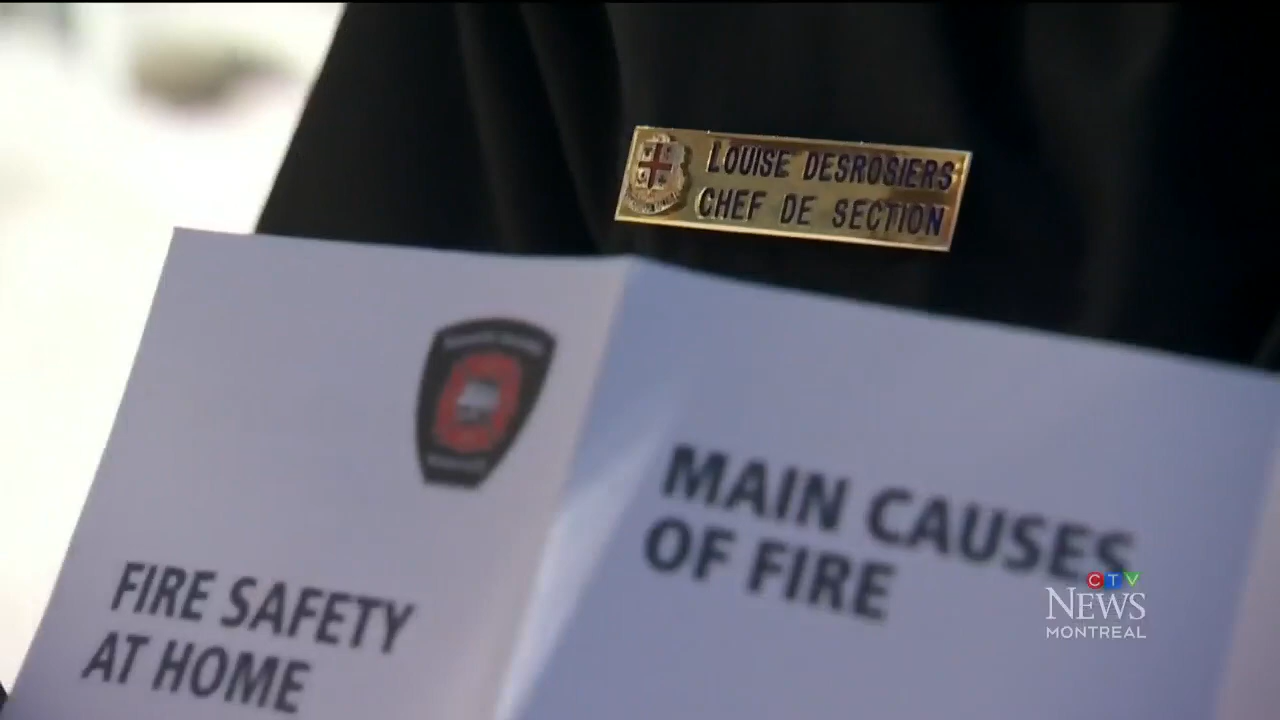 LOUISE DESROSIERS
CHEF DE SECTION
FIRE SAFETY
AT HOME
MAIN CAUSES
OF FIRE
CTV
NEWS
MONTREAL